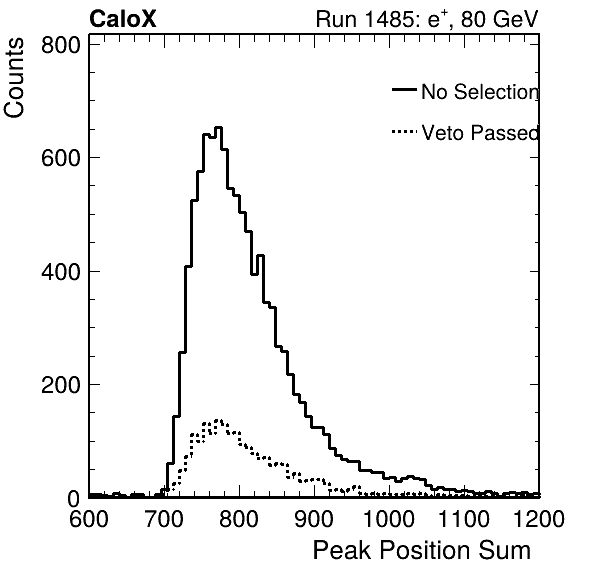 CaloX Run 1485: e⁺, 80 GeV
Counts
800
600
400
200
0
No Selection
Veto Passed
600 700 800 900 1000 1100 1200
Peak Position Sum